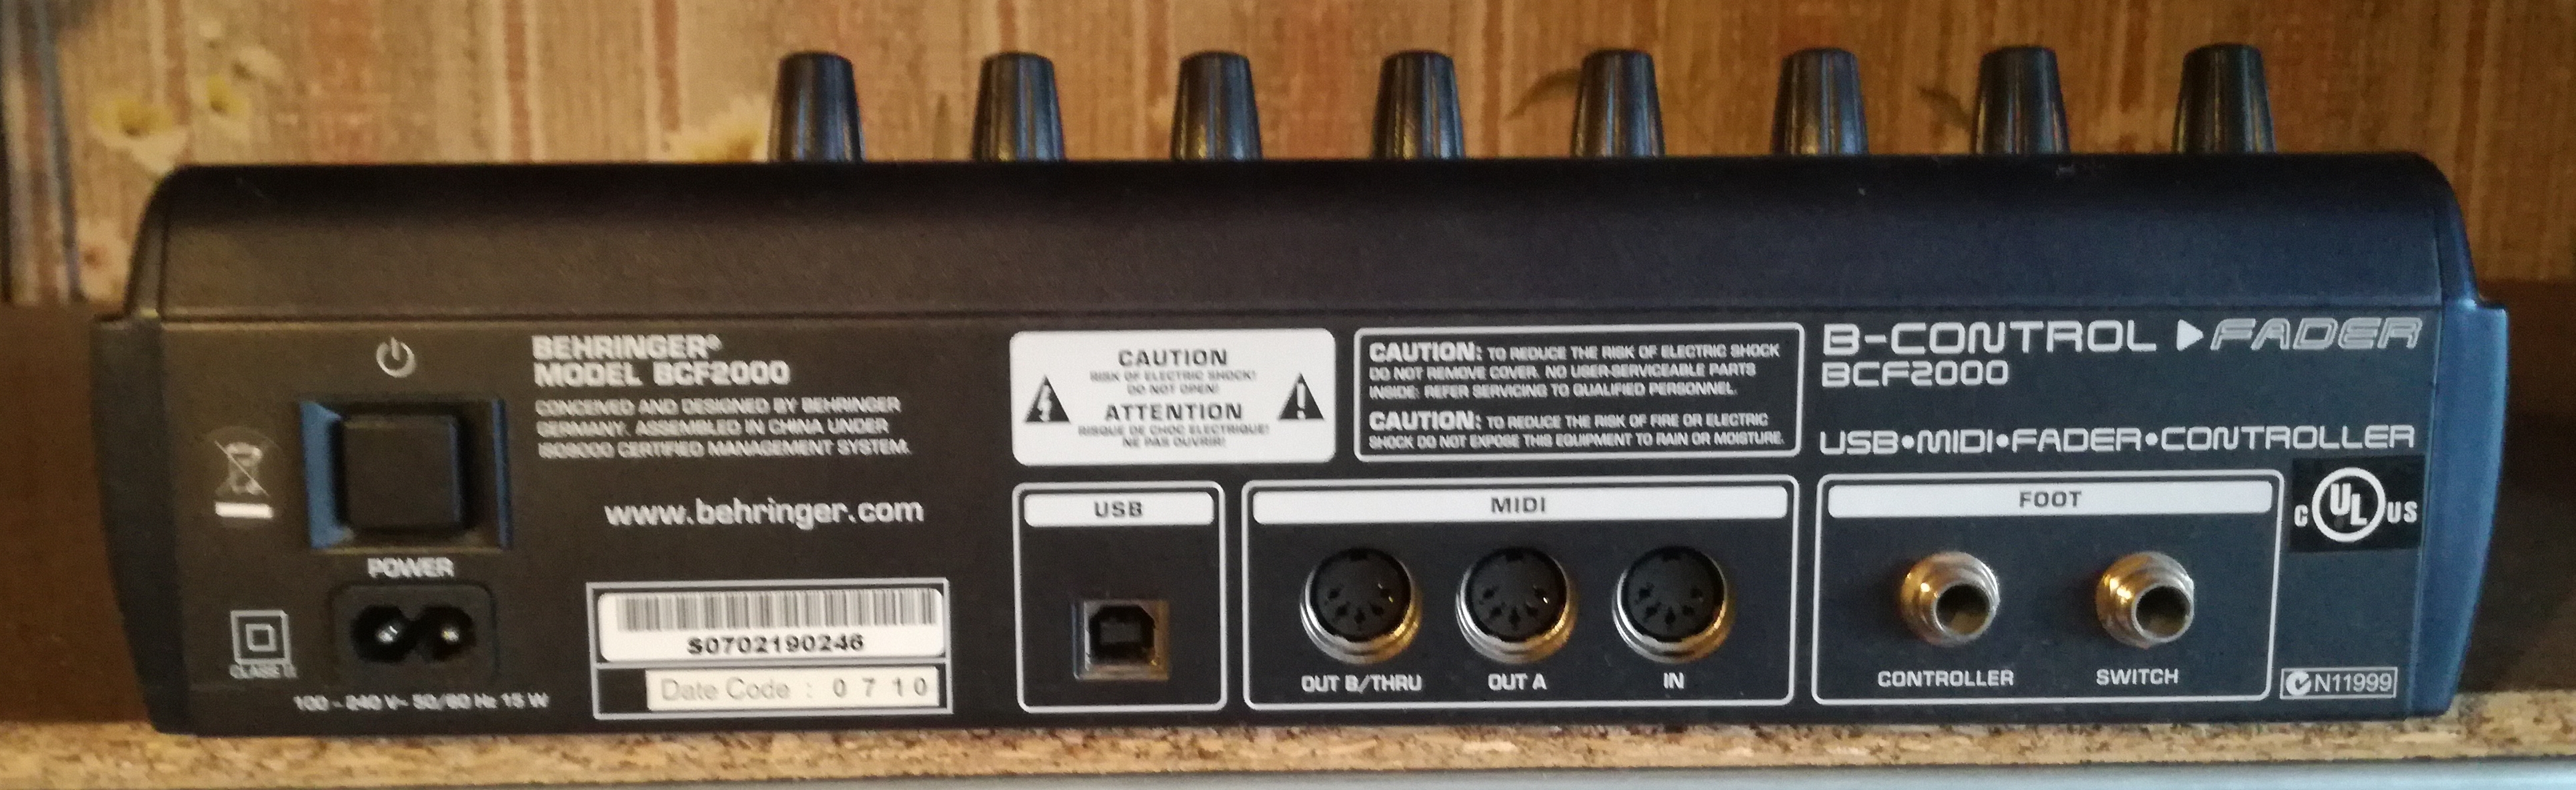 BEHRINGER®
MODEL BCF2000
CONCEIVED AND DESIGNED BY BEHRINGER
GERMANY. ASSEMBLED IN CHINA UNDER
ISO9000 CERTIFIED MANAGEMENT SYSTEM.
www.behringer.com
POWER
CLASS II
100 - 240 V~ 50/60 Hz 15 W
S0702190246
Date Code : 0 7 1 0
CAUTION
RISK OF ELECTRIC SHOCK!
DO NOT OPEN!
ATTENTION
RISQUE DE CHOC ELECTRIQUE!
NE PAS OUVRIR!
CAUTION: TO REDUCE THE RISK OF ELECTRIC SHOCK
DO NOT REMOVE COVER. NO USER-SERVICEABLE PARTS
INSIDE: REFER SERVICING TO QUALIFIED PERSONNEL.
CAUTION: TO REDUCE THE RISK OF FIRE OR ELECTRIC
SHOCK DO NOT EXPOSE THIS EQUIPMENT TO RAIN OR MOISTURE.
B-CONTROL FADER
BCF2000
USB•MIDI•FADER•CONTROLLER
USB
MIDI
OUT B/THRU
OUT A
IN
FOOT
CONTROLLER
SWITCH
C UL US
N11999